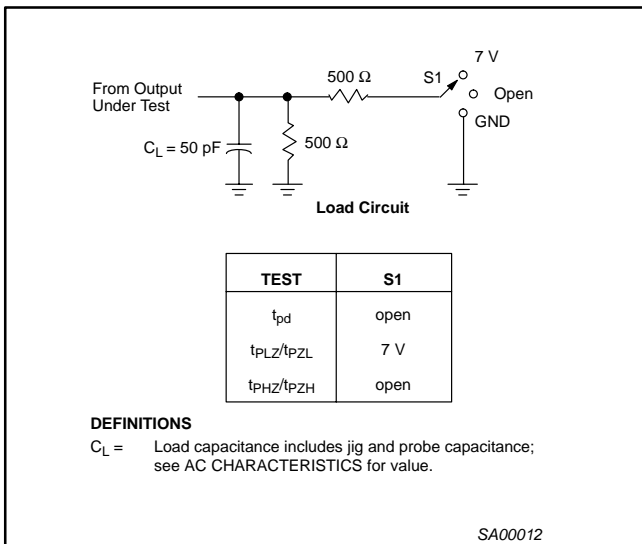 7 V
500 Ω
S1
From Output
Under Test
Open
GND
C_L = 50 pF
500 Ω
Load Circuit
TEST S1
t_pd open
t_PLZ/t_PZL 7 V
t_PHZ/t_PZH open
DEFINITIONS
C_L = Load capacitance includes jig and probe capacitance;
see AC CHARACTERISTICS for value.
SA00012